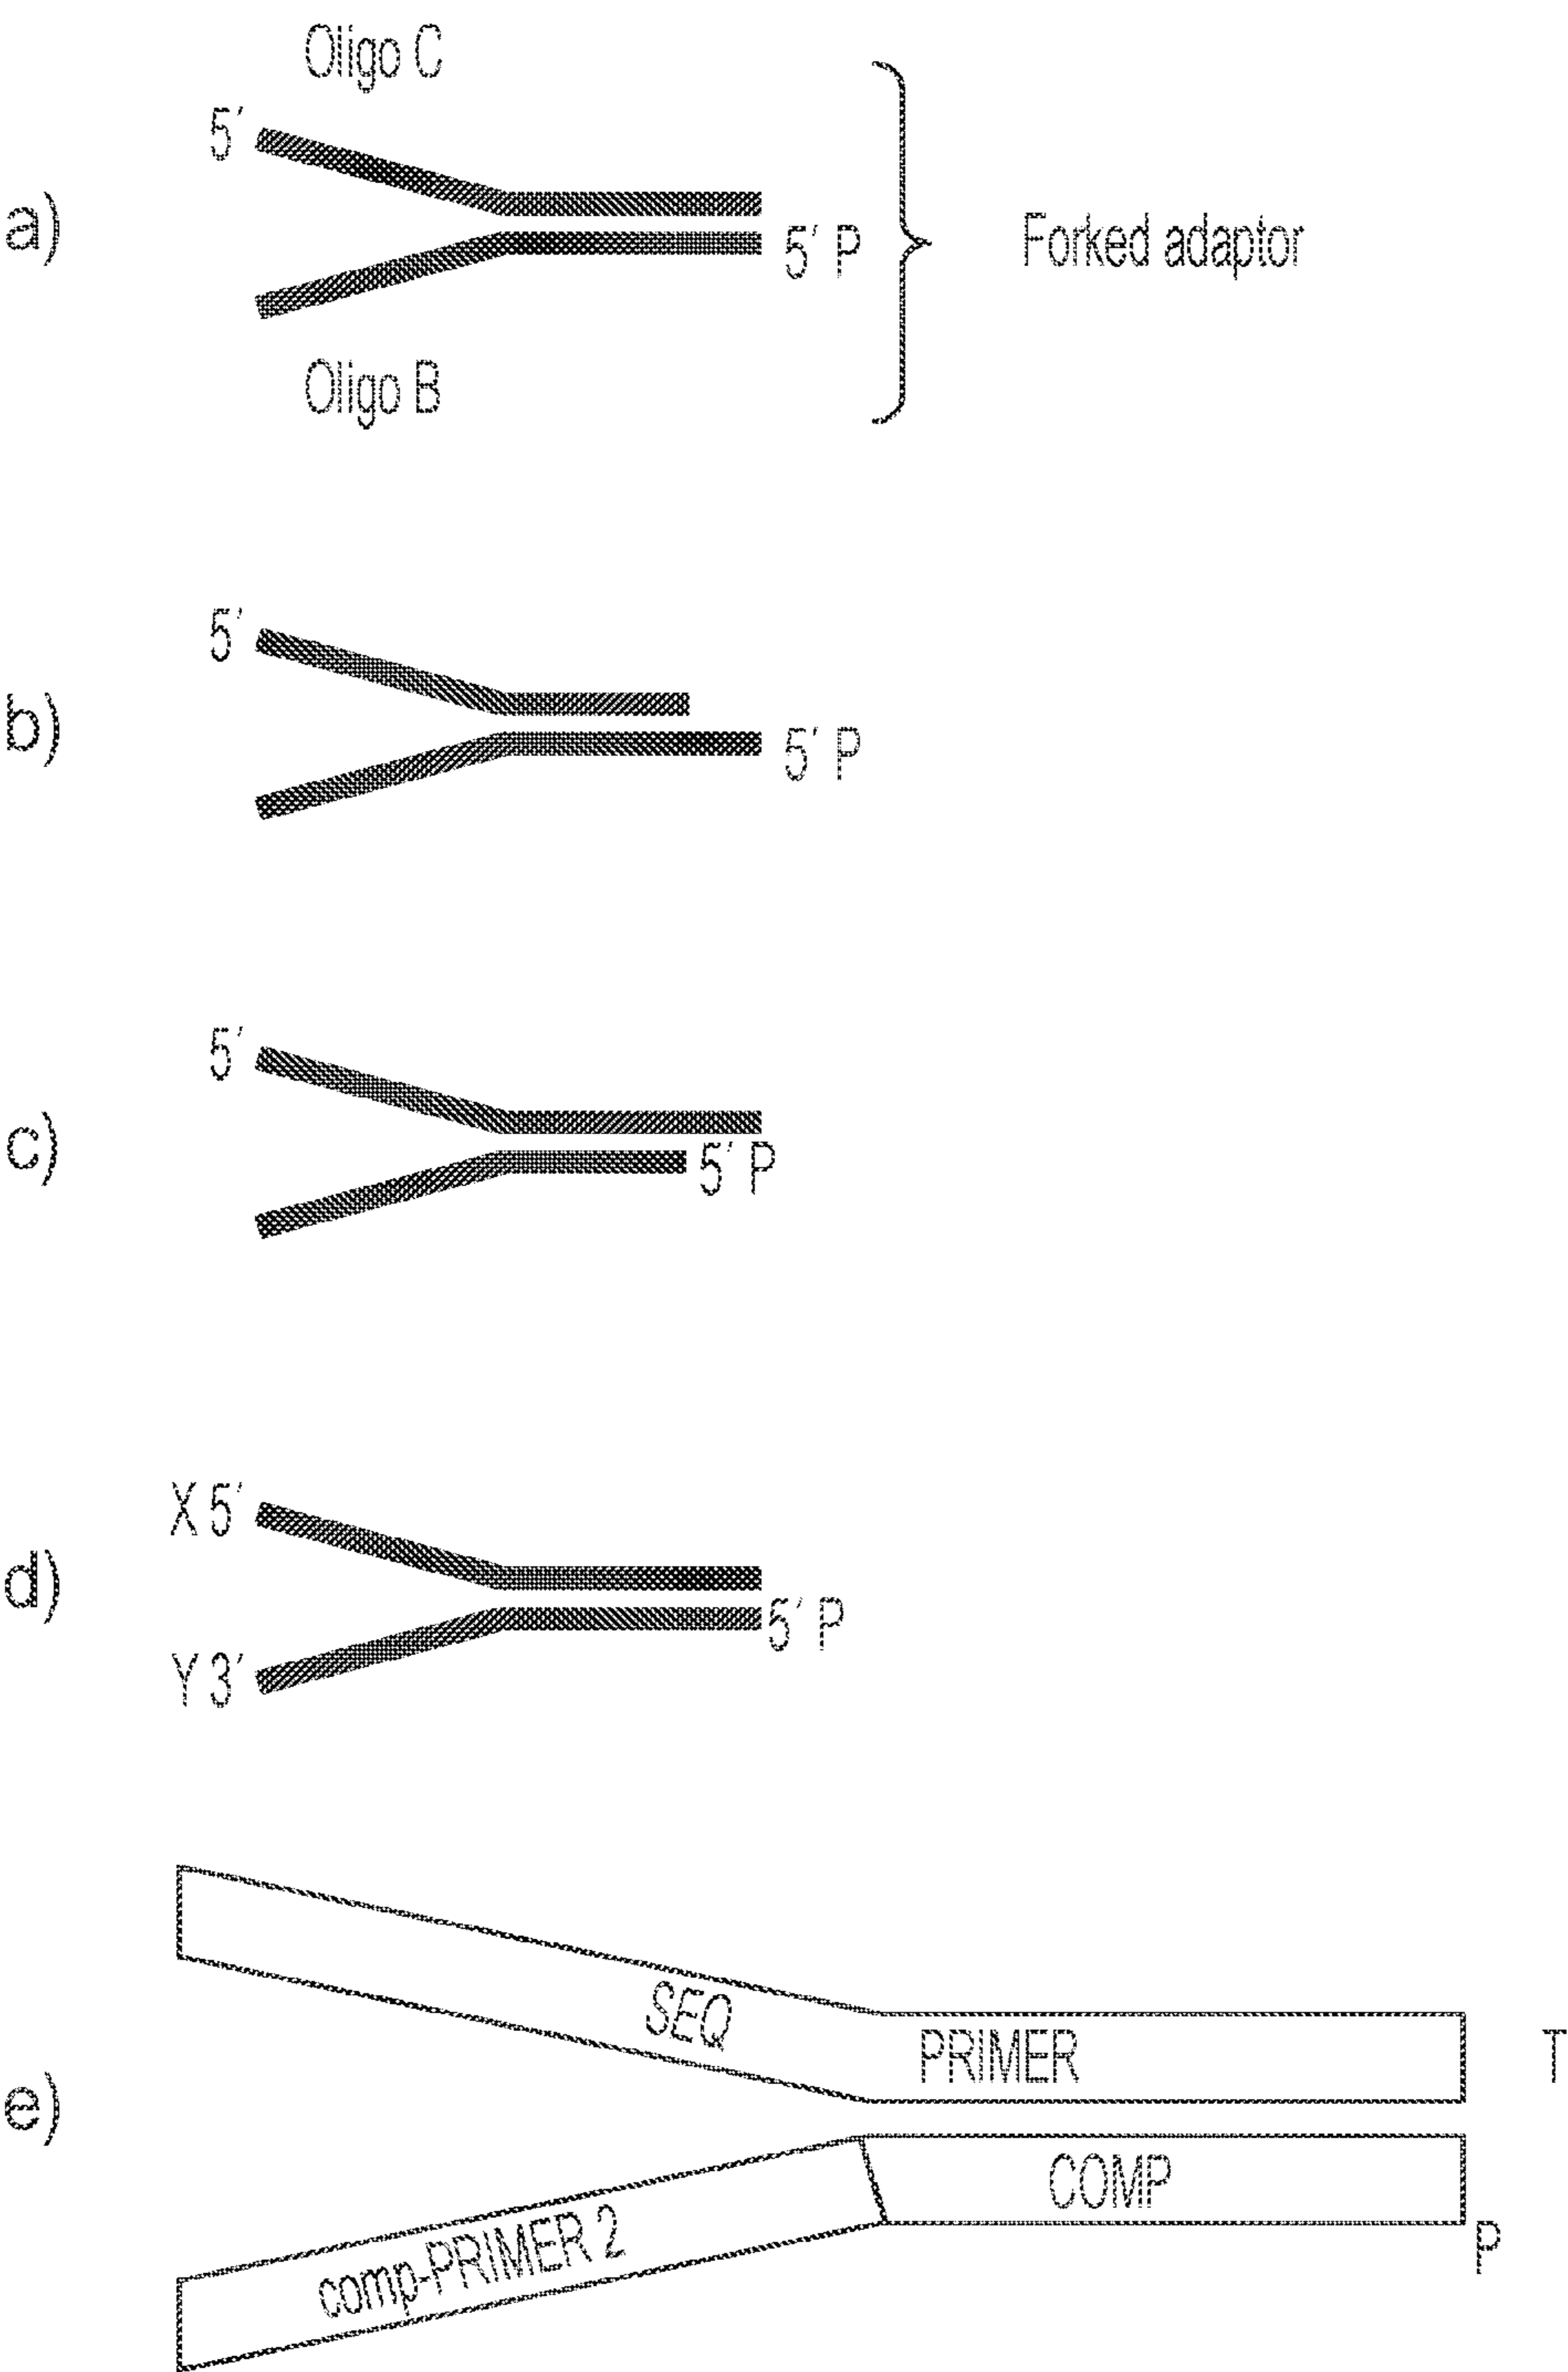 Oligo C
5′
a)
5′ P
Forked adaptor
Oligo B
5′
b)
5′ P
5′
c)
5′ P
X 5′
d)
5′ P
Y 3′
SEQ
PRIMER
T
e)
COMP
P
comp-PRIMER 2